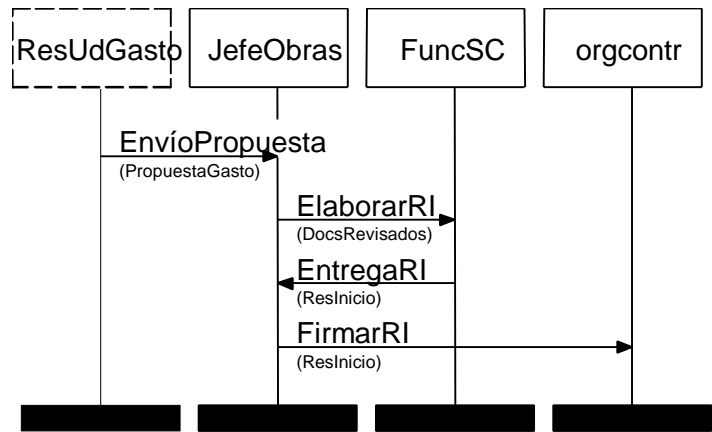 ResUdGasto
JefeObras
FuncSC
orgcontr
EnvíoPropuesta
(PropuestaGasto)
ElaborarRI
(DocsRevisados)
EntregaRI
(ResInicio)
FirmarRI
(ResInicio)